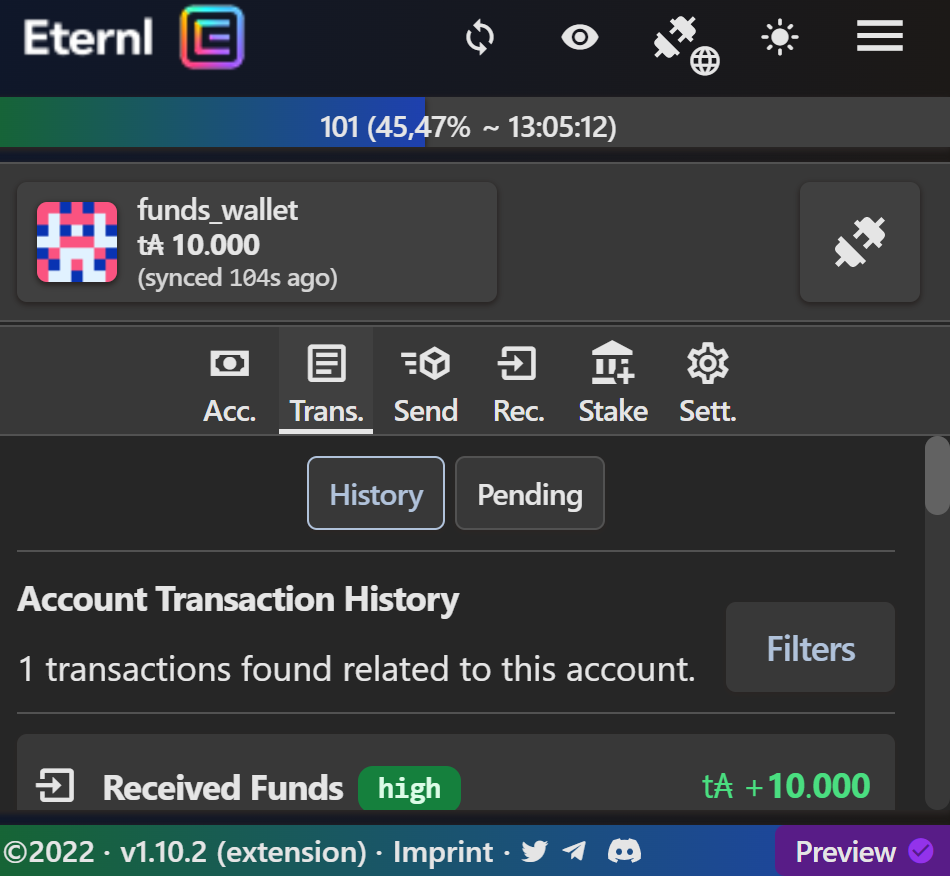 Eternl
101 (45,47% ~ 13:05:12)
funds_wallet
t₳ 10.000
(synced 104s ago)
Acc. Trans. Send Rec. Stake Sett.
History Pending
Account Transaction History
Filters
1 transactions found related to this account.
Received Funds high t₳ +10.000
©2022 · v1.10.2 (extension) · Imprint · Preview